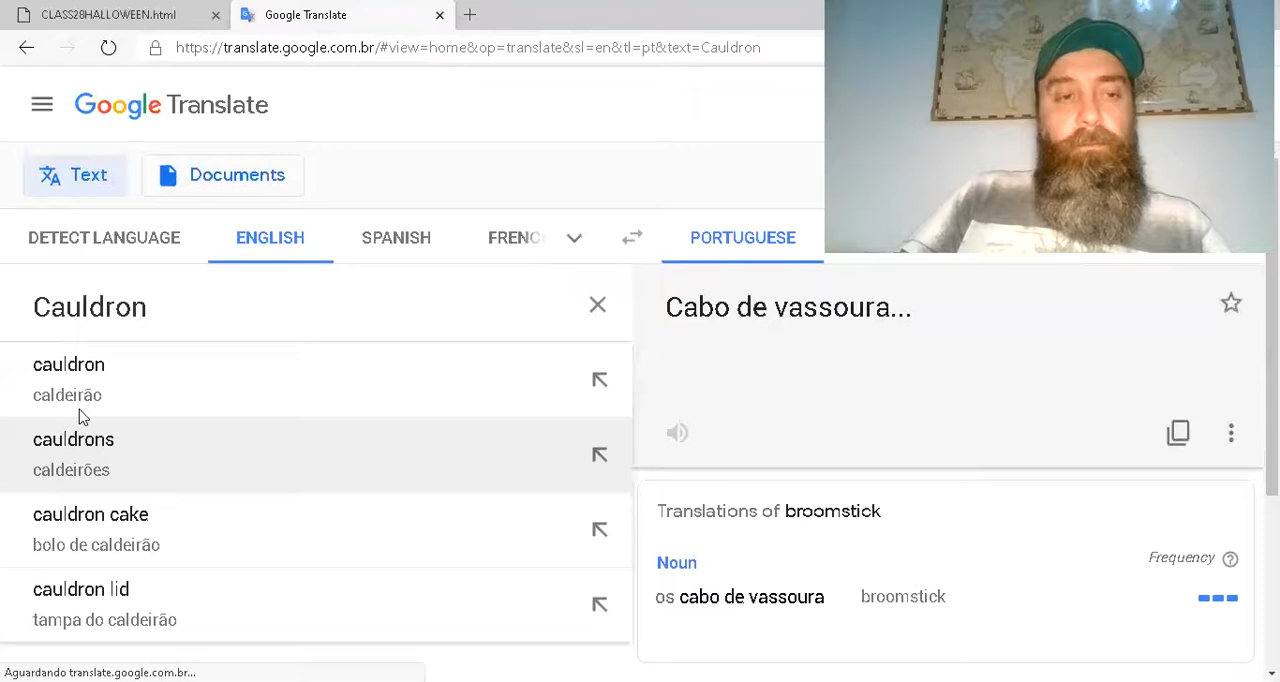 CLASS28HALLOWEEN.html
Google Translate
https://translate.google.com.br/#view=home&op=translate&sl=en&tl=pt&text=Cauldron
Google Translate
Text
Documents
DETECT LANGUAGE
ENGLISH
SPANISH
FRENC
PORTUGUESE
Cauldron
Cabo de vassoura...
cauldron
caldeirão
cauldrons
caldeirões
cauldron cake
bolo de caldeirão
cauldron lid
tampa do caldeirão
Translations of broomstick
Noun
Frequency
os cabo de vassoura
broomstick
Aguardando translate.google.com.br...